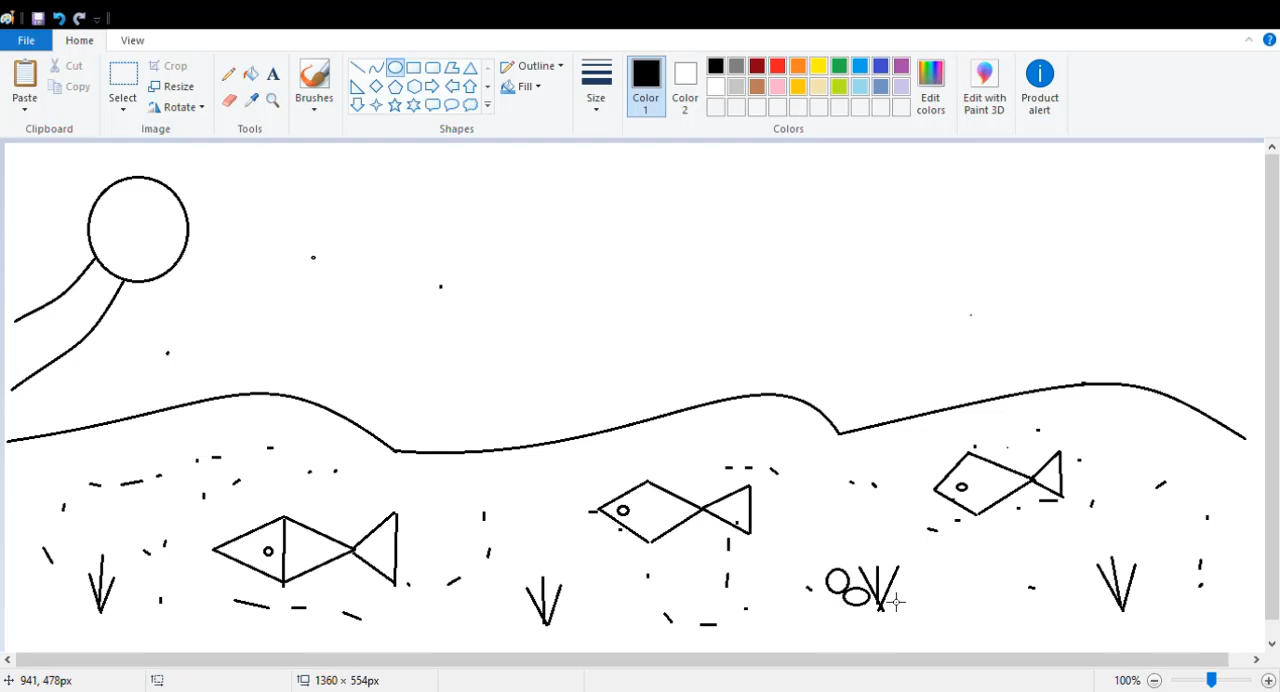 File Home View
Cut
Copy
Paste
Clipboard
Select
Crop
Resize
Rotate
Image
A
Tools
Brushes
Shapes
Outline
Fill
Size
Color
1
Color
2
Edit
colors
Colors
Edit with
Paint 3D
Product
alert
941, 478px
1360 × 554px
100%